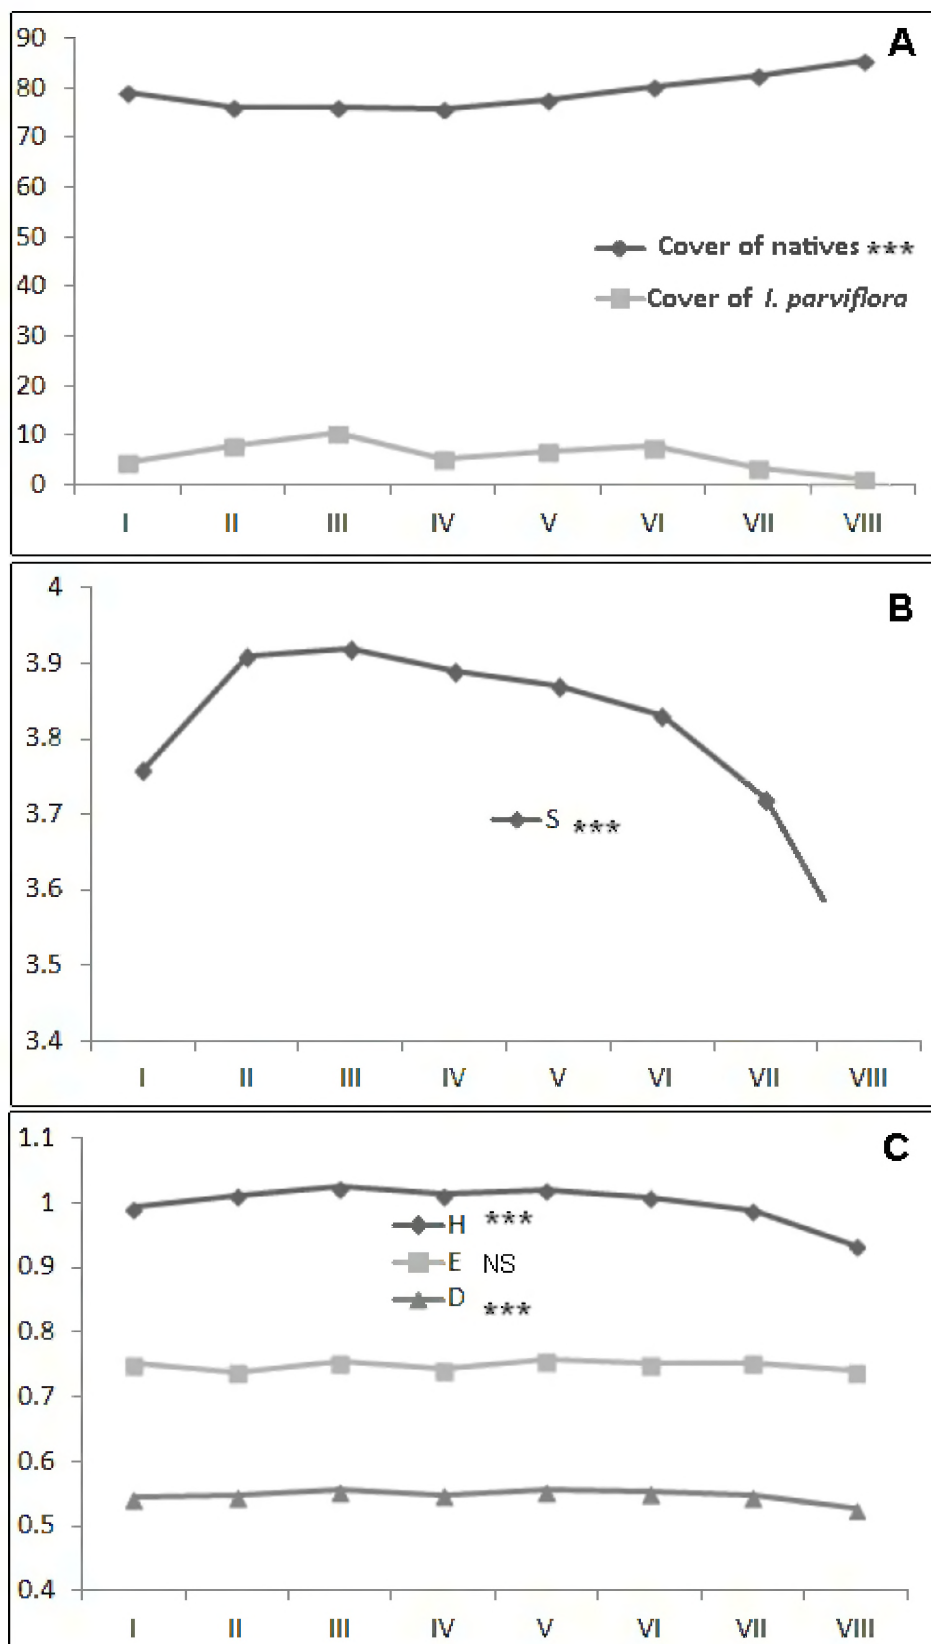 A
90
80
70
60
50
40
30
20
10
0
Cover of natives ***
Cover of I. parviflora
I II III IV V VI VII VIII
B
4
3.9
3.8
3.7
3.6
3.5
3.4
S ***
I II III IV V VI VII VIII
C
1.1
1
0.9
0.8
0.7
0.6
0.5
0.4
H ***
E NS
D ***
I II III IV V VI VII VIII